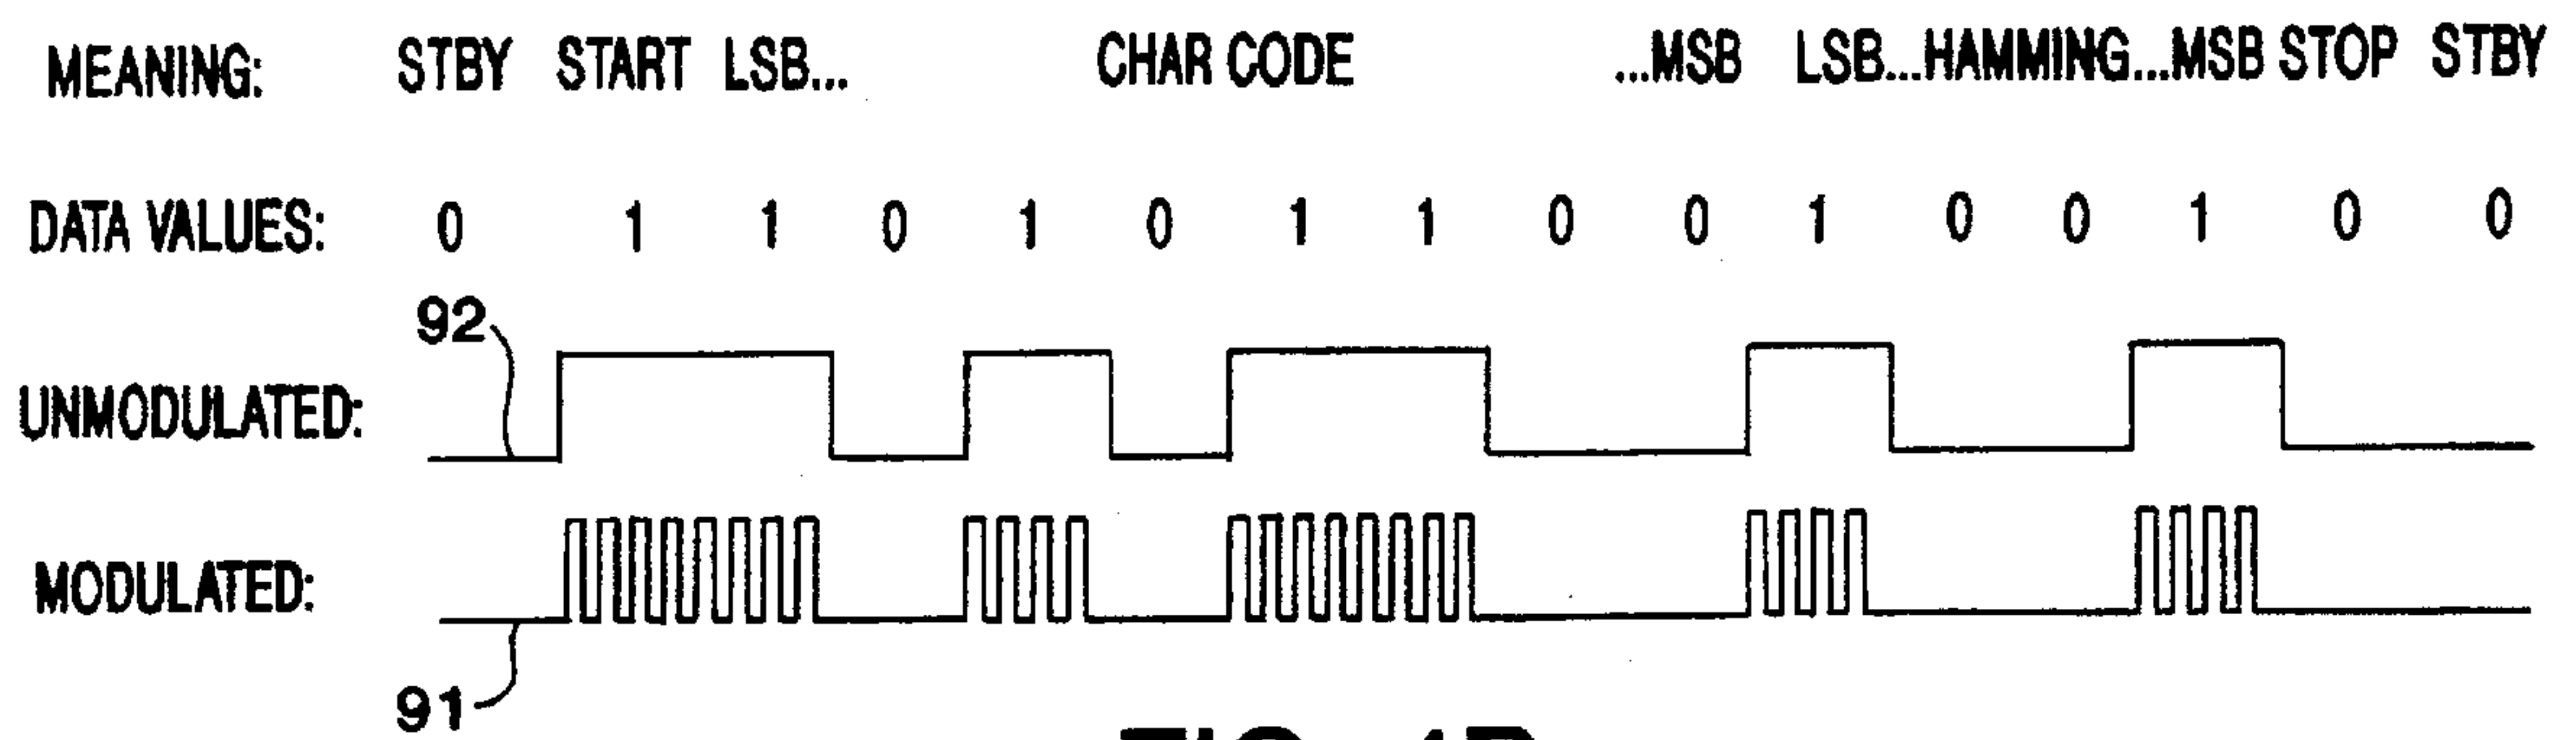 MEANING: STBY START LSB... CHAR CODE ...MSB LSB...HAMMING...MSB STOP STBY
DATA VALUES: 0 1 1 0 1 0 1 1 0 0 1 0 0 1 0 0
92
UNMODULATED:
MODULATED:
91